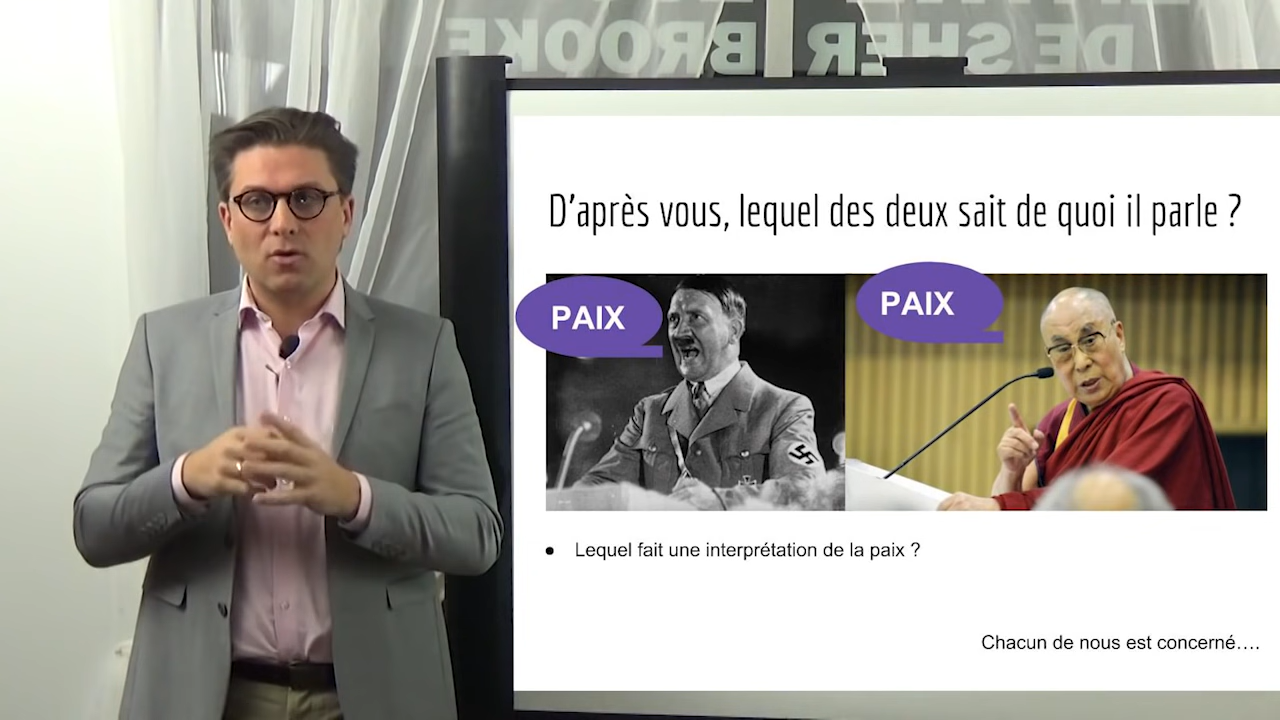 DE SHERBROOKE
D'après vous, lequel des deux sait de quoi il parle ?
PAIX
PAIX
● Lequel fait une interprétation de la paix ?
Chacun de nous est concerné....